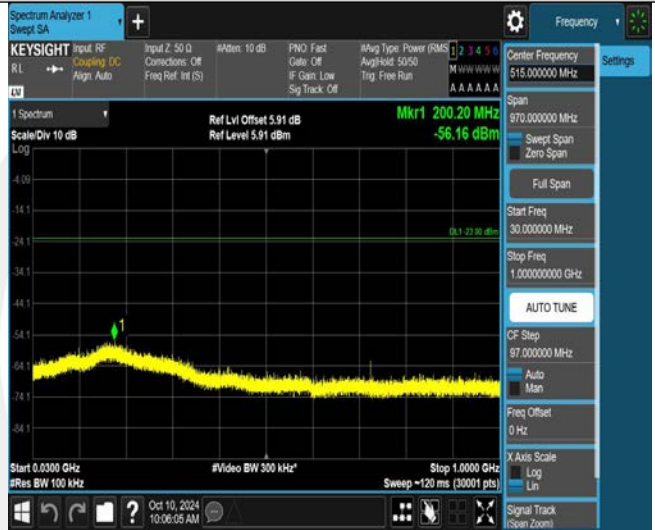 Spectrum Analyzer 1
Swept SA
Frequency
KEYSIGHT
RL
Input: RF
Coupling: DC
Align: Auto
Input Z: 50 Ω
Corrections: Off
Freq Ref: Int (S)
#Atten: 10 dB
PNO: Fast
Gate: Off
IF Gain: Low
Sig Track: Off
#Avg Type: Power (RMS
Avg|Hold: 50/50
Trig: Free Run
1 2 3 4 5 6
M W W W W W
A A A A A A
1 Spectrum
Scale/Div 10 dB
Log
Ref Lvl Offset 5.91 dB
Ref Level 5.91 dBm
Mkr1 200.20 MHz
-56.16 dBm
-4.09
-14.1
-24.1
-34.1
-44.1
-54.1
-64.1
-74.1
-84.1
DL1 -23.00 dBm
1
Start 0.0300 GHz
#Res BW 100 kHz
#Video BW 300 kHz*
Stop 1.0000 GHz
Sweep ~120 ms (30001 pts)
Oct 10, 2024
10:06:05 AM
?
Center Frequency
515.000000 MHz
Settings
Span
970.000000 MHz
Swept Span
Zero Span
Full Span
Start Freq
30.000000 MHz
Stop Freq
1.000000000 GHz
AUTO TUNE
CF Step
97.000000 MHz
Auto
Man
Freq Offset
0 Hz
X Axis Scale
Log
Lin
Signal Track
(Span Zoom)